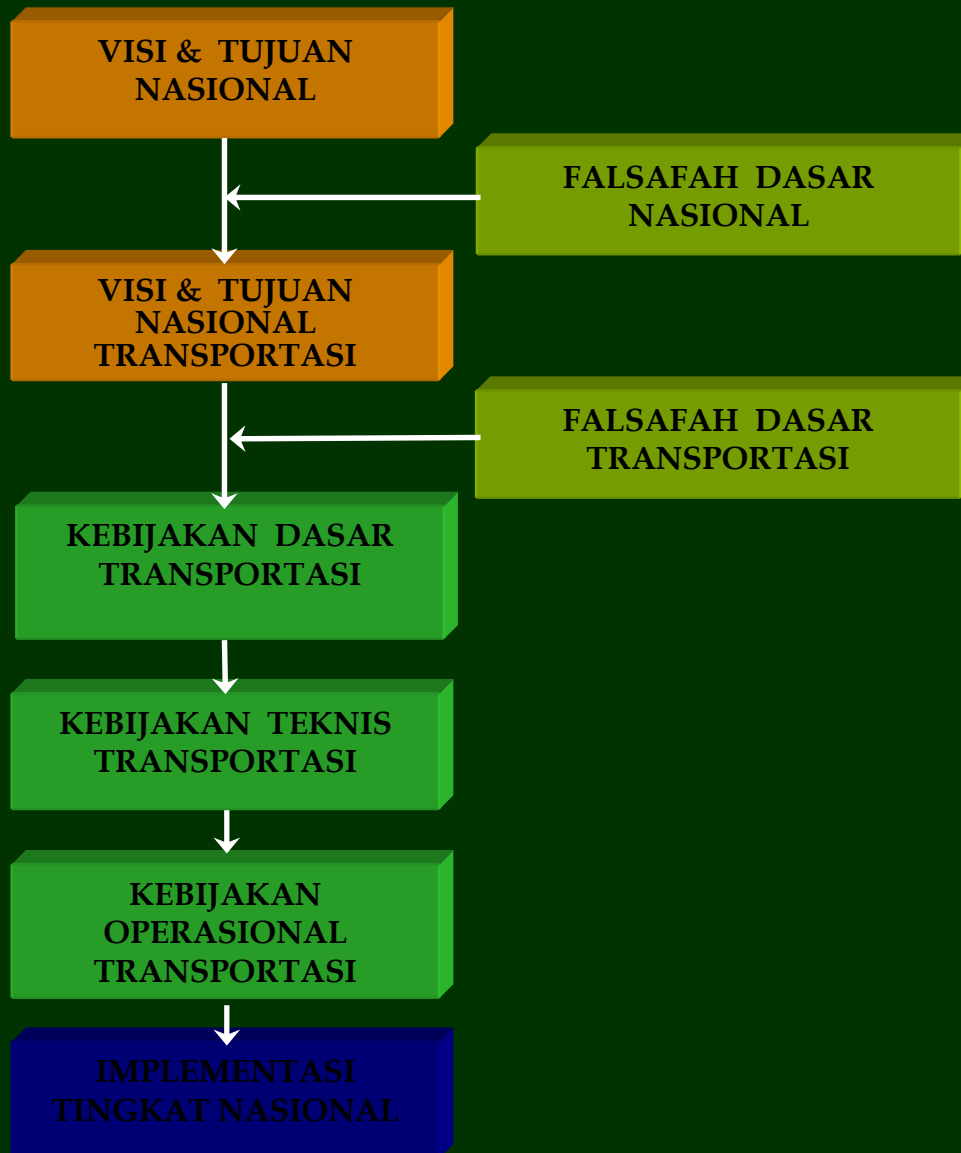 VISI & TUJUAN
NASIONAL
FALSAFAH DASAR
NASIONAL
VISI & TUJUAN
NASIONAL
TRANSPORTASI
FALSAFAH DASAR
TRANSPORTASI
KEBIJAKAN DASAR
TRANSPORTASI
KEBIJAKAN TEKNIS
TRANSPORTASI
KEBIJAKAN
OPERASIONAL
TRANSPORTASI
IMPLEMENTASI
TINGKAT NASIONAL